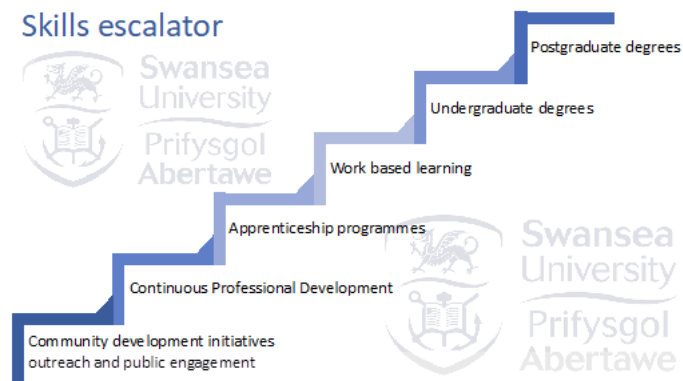 Skills escalator
Swansea
University
Prifysgol
Abertawe
Postgraduate degrees
Undergraduate degrees
Work based learning
Apprenticeship programmes
Swansea
University
Prifysgol
Abertawe
Continuous Professional Development
Community development initiatives
outreach and public engagement